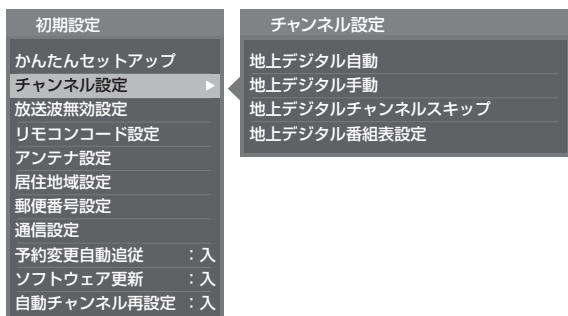 初期設定
かんたんセットアップ
チャンネル設定
放送波無効設定
リモコンコード設定
アンテナ設定
居住地域設定
郵便番号設定
通信設定
予約変更自動追従 ：入
ソフトウェア更新 ：入
自動チャンネル再設定 ：入
チャンネル設定
地上デジタル自動
地上デジタル手動
地上デジタルチャンネルスキップ
地上デジタル番組表設定